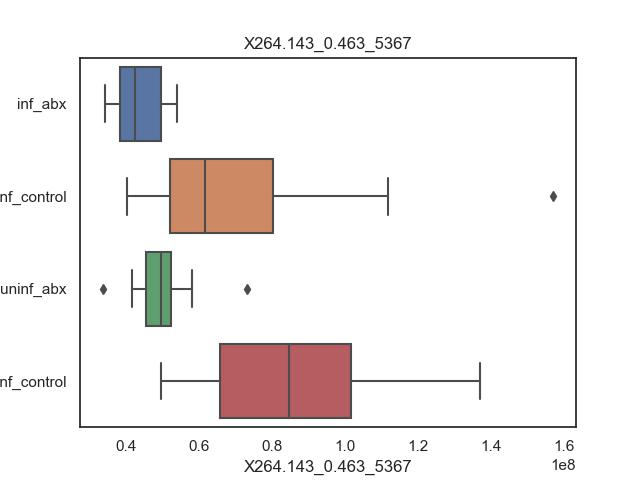 X264.143_0.463_5367
inf_abx
nf_control
uninf_abx
nf_control
0.4 0.6 0.8 1.0 1.2 1.4 1.6
X264.143_0.463_5367
1e8